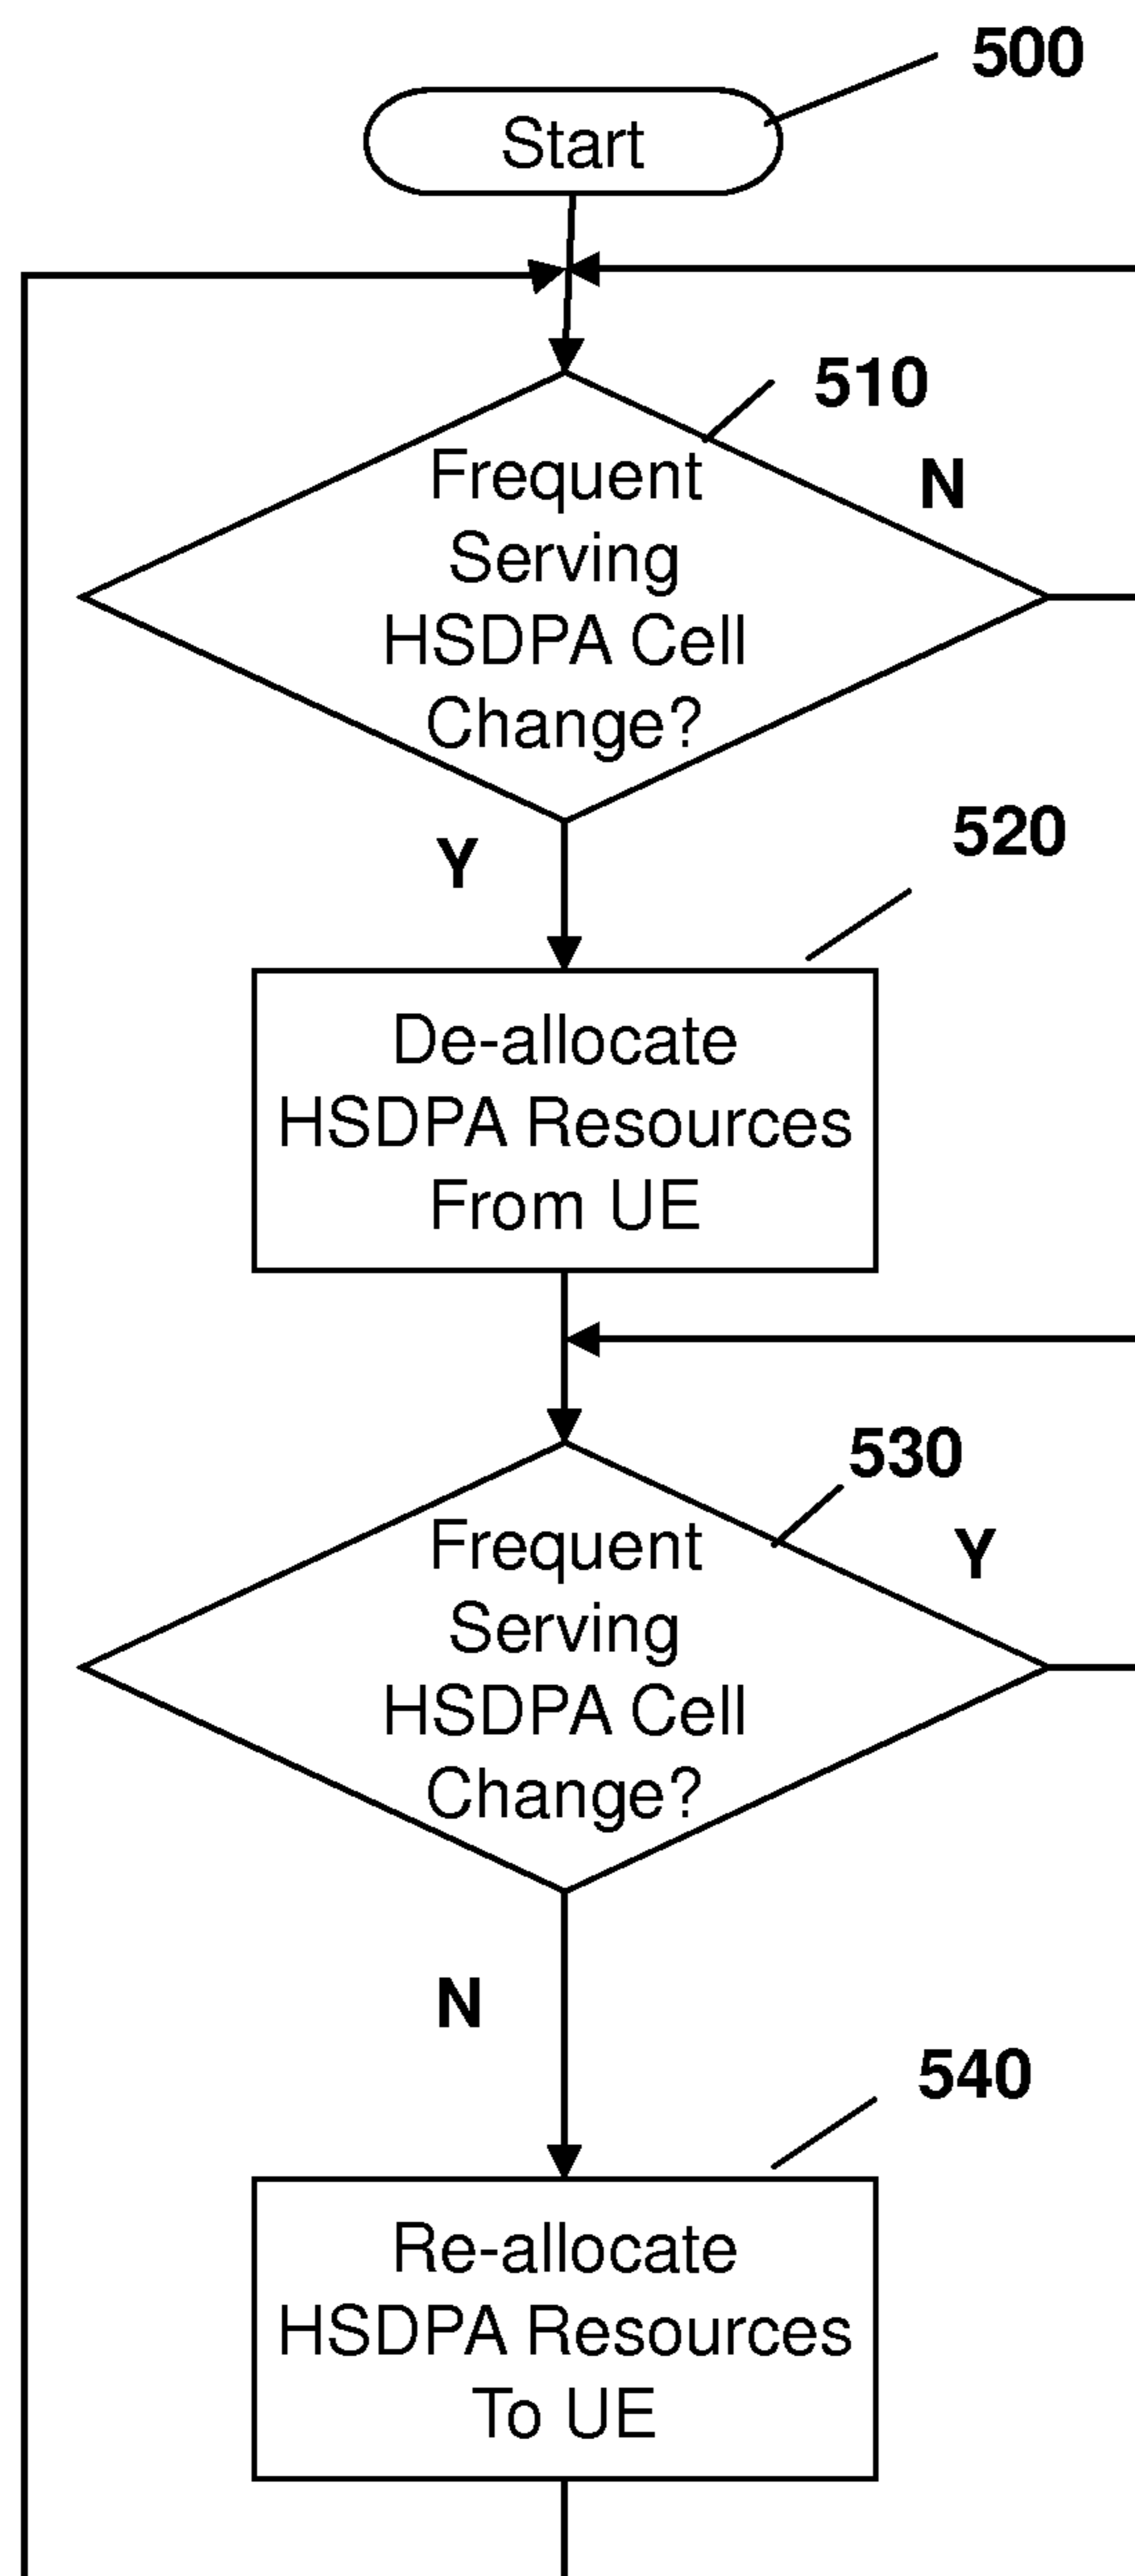 500
Start
510
N
Frequent
Serving
HSDPA Cell
Change?
520
Y
De-allocate
HSDPA Resources
From UE
530
Y
Frequent
Serving
HSDPA Cell
Change?
N
540
Re-allocate
HSDPA Resources
To UE